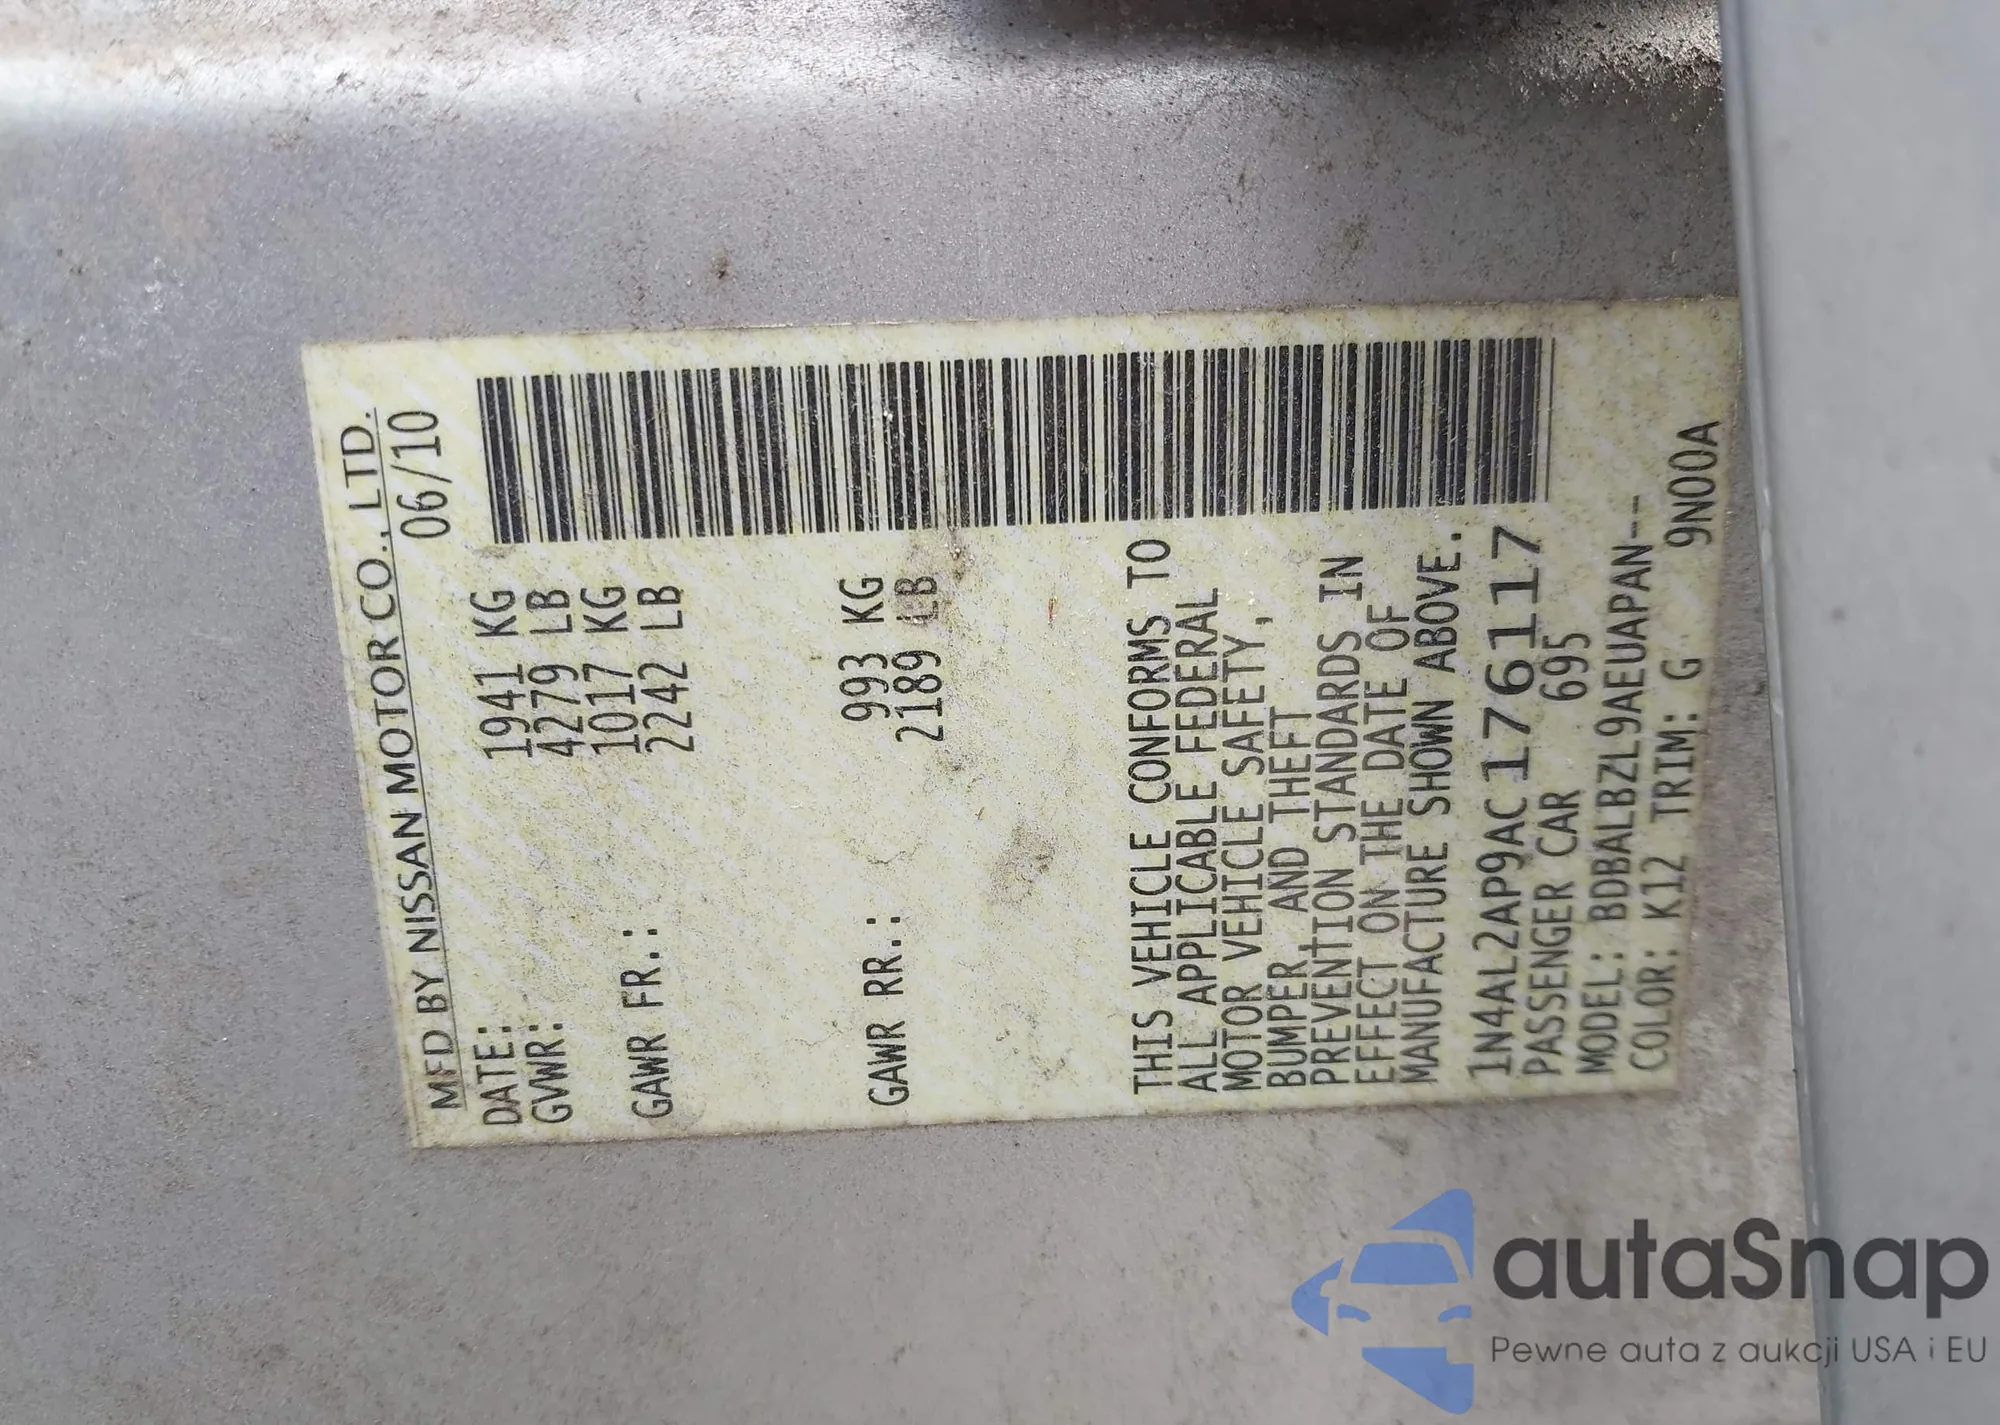 MFD BY NISSAN MOTOR CO., LTD.
DATE: 06/10
GVWR: 1941 KG
4279 LB
GAWR FR.: 1017 KG
2242 LB
GAWR RR.: 993 KG
2189 LB
THIS VEHICLE CONFORMS TO
ALL APPLICABLE FEDERAL
MOTOR VEHICLE SAFETY,
BUMPER, AND THEFT
PREVENTION STANDARDS IN
EFFECT ON THE DATE OF
MANUFACTURE SHOWN ABOVE.
1N4AL2AP9AC176117
PASSENGER CAR 695
MODEL: BDBALBZL9AEUAPAN--
COLOR: K12 TRIM: G 9N00A
autaSnap
Pewne auta z aukcji USA i EU